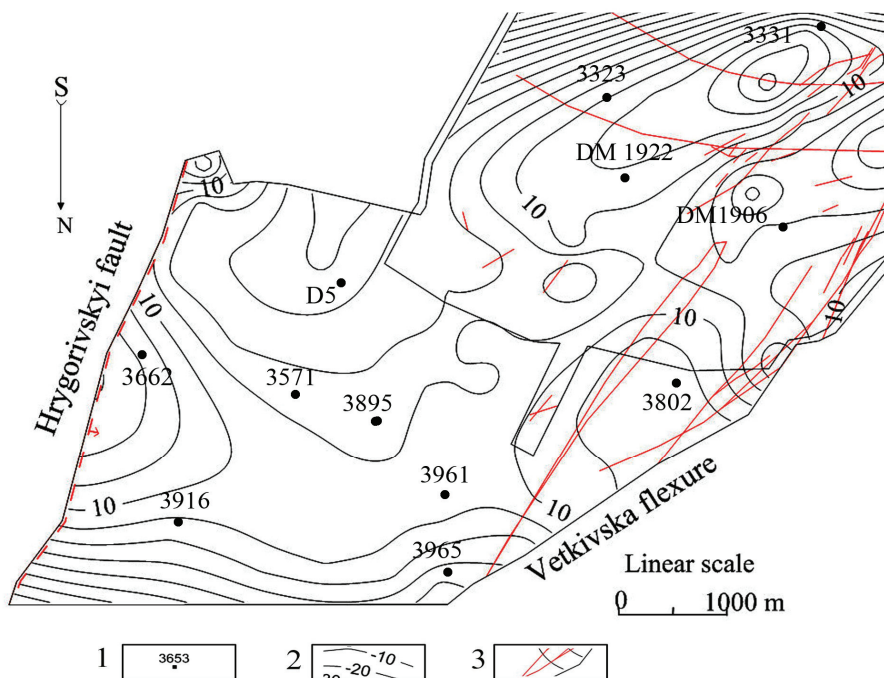 3331
3323
10
S
DM 1922
10
10
N
DM1906
D5
10
10
10
3662
3571
3802
3895
Hrygorivskyi fault
3961
10
10
3916
3965
Vetkivska flexure
Linear scale
0 1000 m
1 3653 2 -10 3
-20